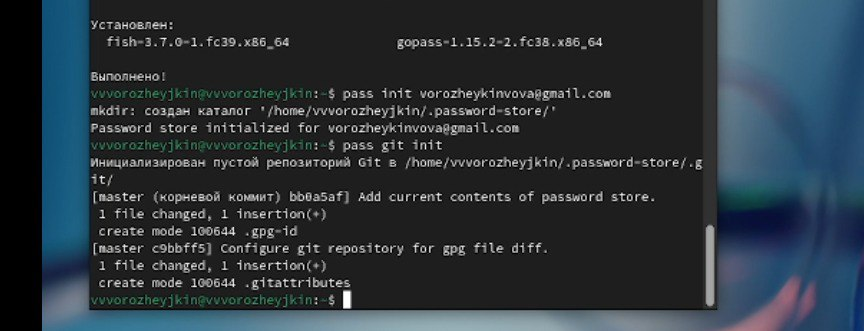 Установлен:
fish-3.7.0-1.fc39.x86_64 gopass-1.15.2-2.fc38.x86_64
Выполнено!
vvvorozheyjkin@vvvorozheyjkin:~$ pass init vorozheykinvova@gmail.com
mkdir: создан каталог '/home/vvvorozheyjkin/.password-store/'
Password store initialized for vorozheykinvova@gmail.com
vvvorozheyjkin@vvvorozheyjkin:~$ pass git init
Инициализирован пустой репозиторий Git в /home/vvvorozheyjkin/.password-store/.g
it/
[master (корневой коммит) bb0a5af] Add current contents of password store.
1 file changed, 1 insertion(+)
create mode 100644 .gpg-id
[master c9bbff5] Configure git repository for gpg file diff.
1 file changed, 1 insertion(+)
create mode 100644 .gitattributes
vvvorozheyjkin@vvvorozheyjkin:~$